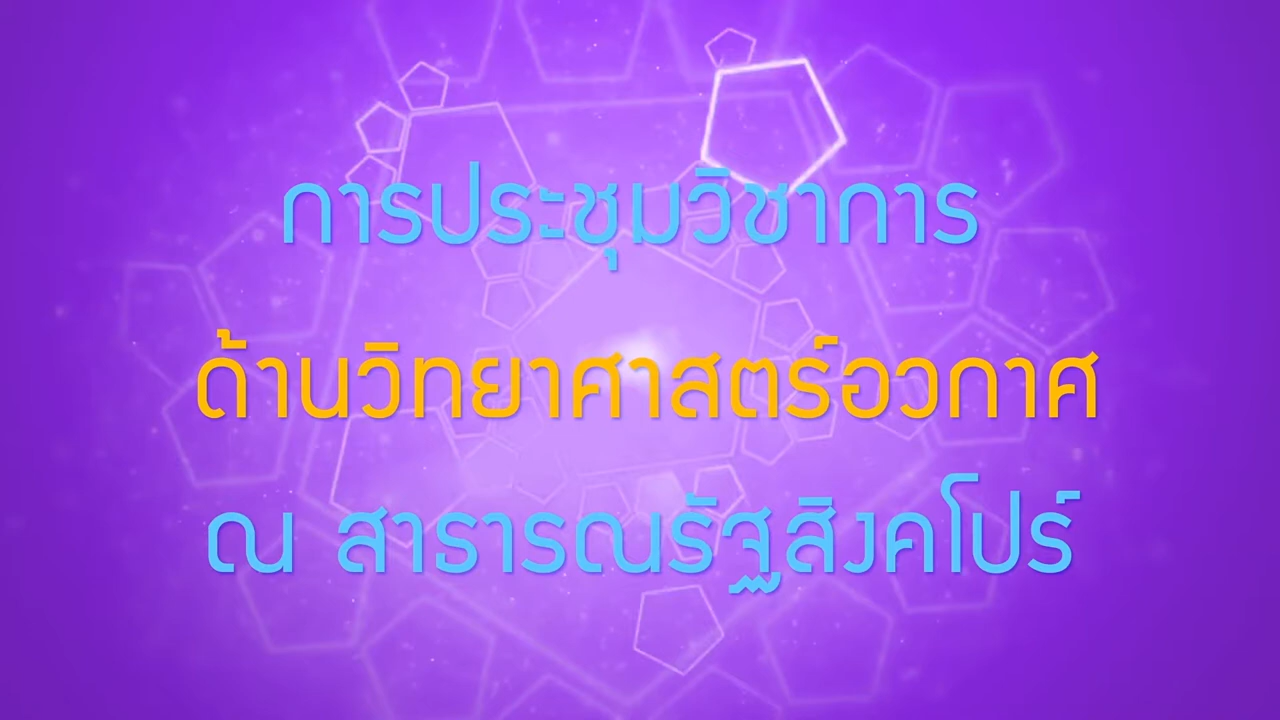 การประชุมวิชาการ
ด้านวิทยาศาสตร์อวกาศ
ณ สาธารณรัฐสิงคโปร์